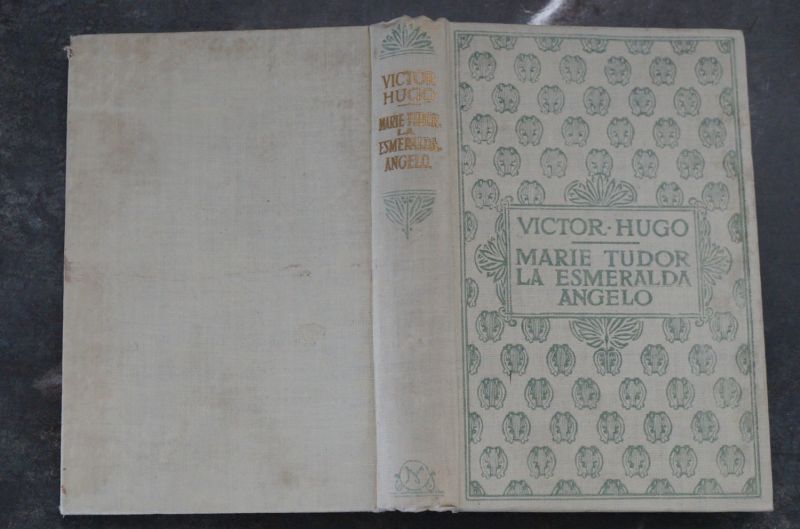 VICTOR
HUGO
MARIE TUDOR.
LA
ESMERALDA.
ANGELO.
VICTOR·HUGO
MARIE TUDOR
LA ESMERALDA
ANGELO